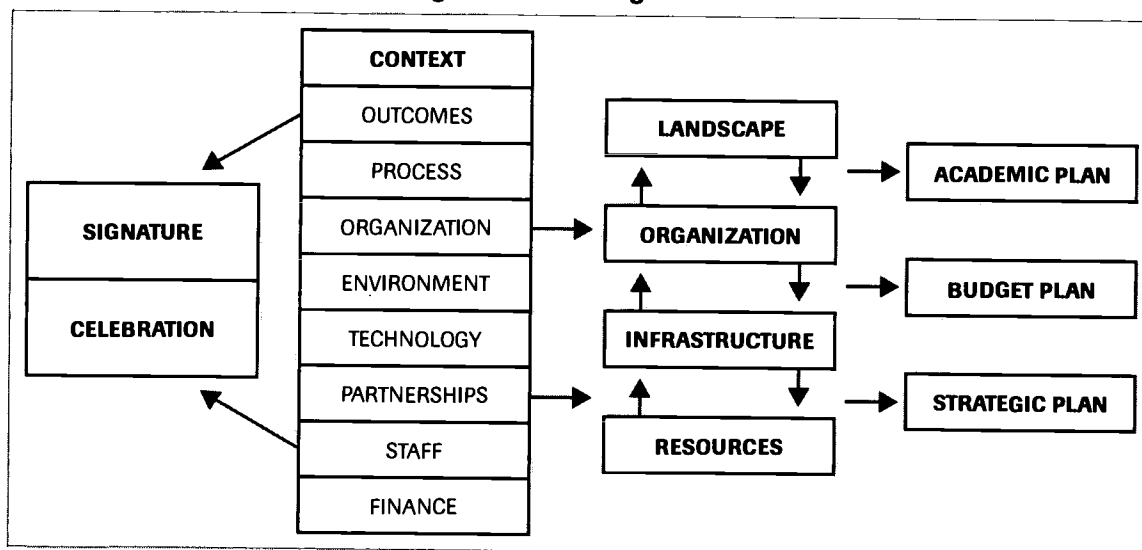 CONTEXT
OUTCOMES
PROCESS
ORGANIZATION
ENVIRONMENT
TECHNOLOGY
PARTNERSHIPS
STAFF
FINANCE
SIGNATURE
CELEBRATION
LANDSCAPE
ORGANIZATION
INFRASTRUCTURE
RESOURCES
ACADEMIC PLAN
BUDGET PLAN
STRATEGIC PLAN